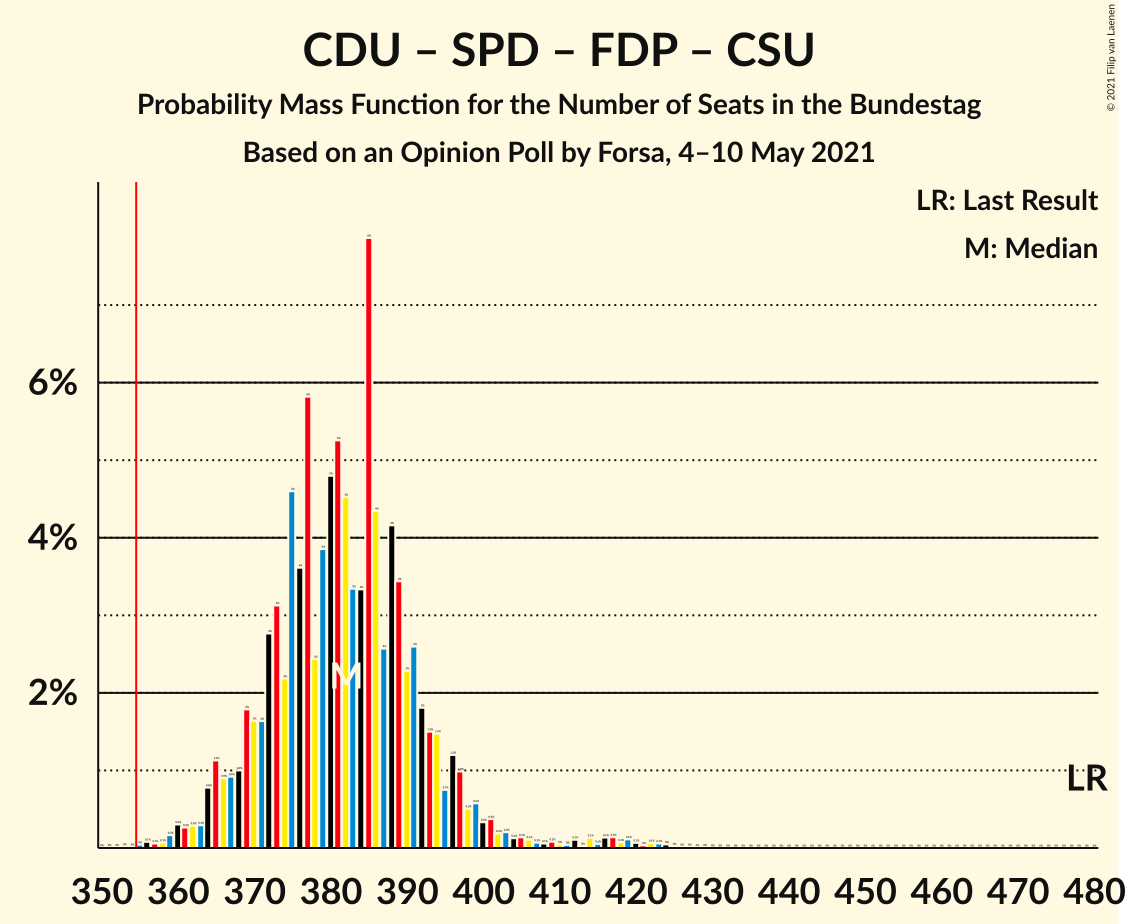 CDU – SPD – FDP – CSU
Probability Mass Function for the Number of Seats in the Bundestag
Based on an Opinion Poll by Forsa, 4–10 May 2021
© 2021 Filip van Laenen
LR: Last Result
M: Median
6%
4%
2%
M
LR
350 360 370 380 390 400 410 420 430 440 450 460 470 480